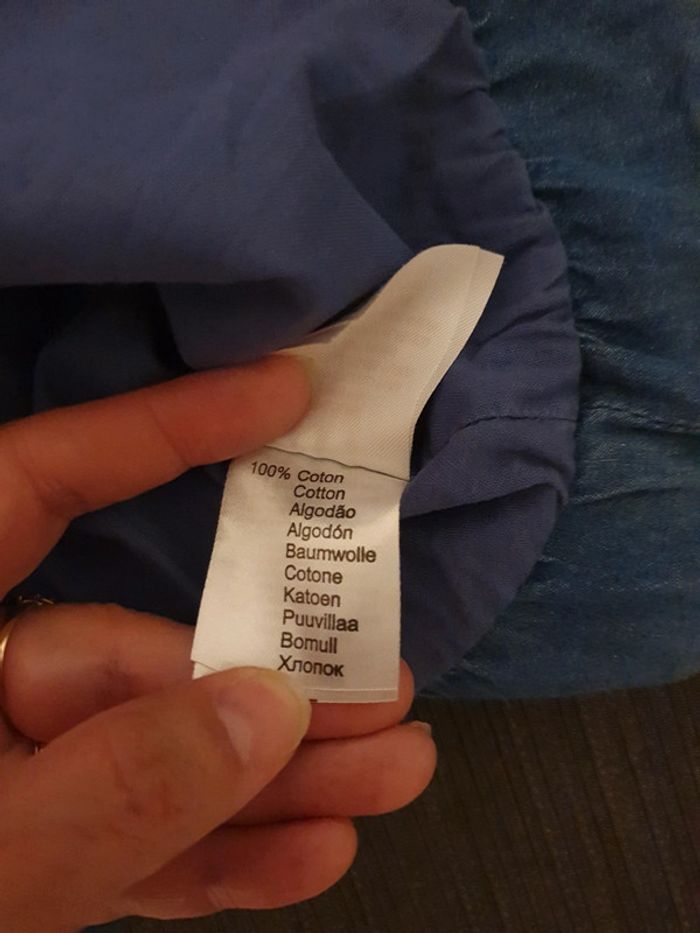 100% Coton
Cotton
Algodão
Algodón
Baumwolle
Cotone
Katoen
Puuvillaa
Bomull
Хлопок